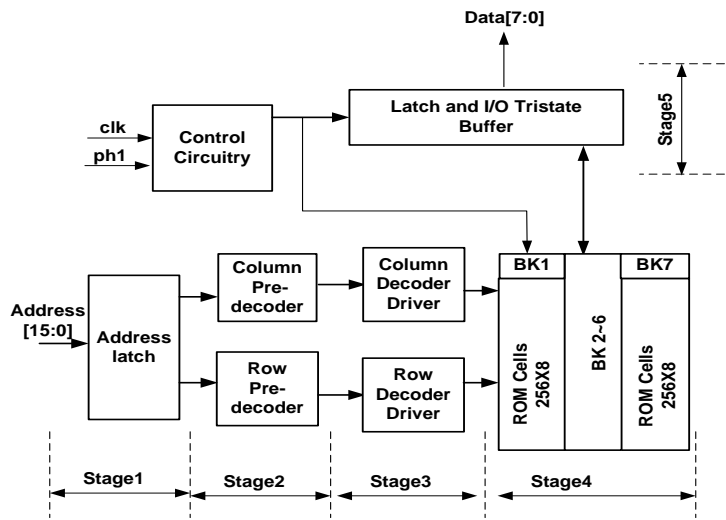 Data[7:0]
Latch and I/O Tristate
Buffer
Stage5
clk
ph1
Control
Circuitry
Address
[15:0]
Address
latch
Column
Pre-
decoder
Column
Decoder
Driver
Row
Pre-
decoder
Row
Decoder
Driver
BK1
BK7
ROM Cells
256X8
BK 2~6
ROM Cells
256X8
Stage1
Stage2
Stage3
Stage4